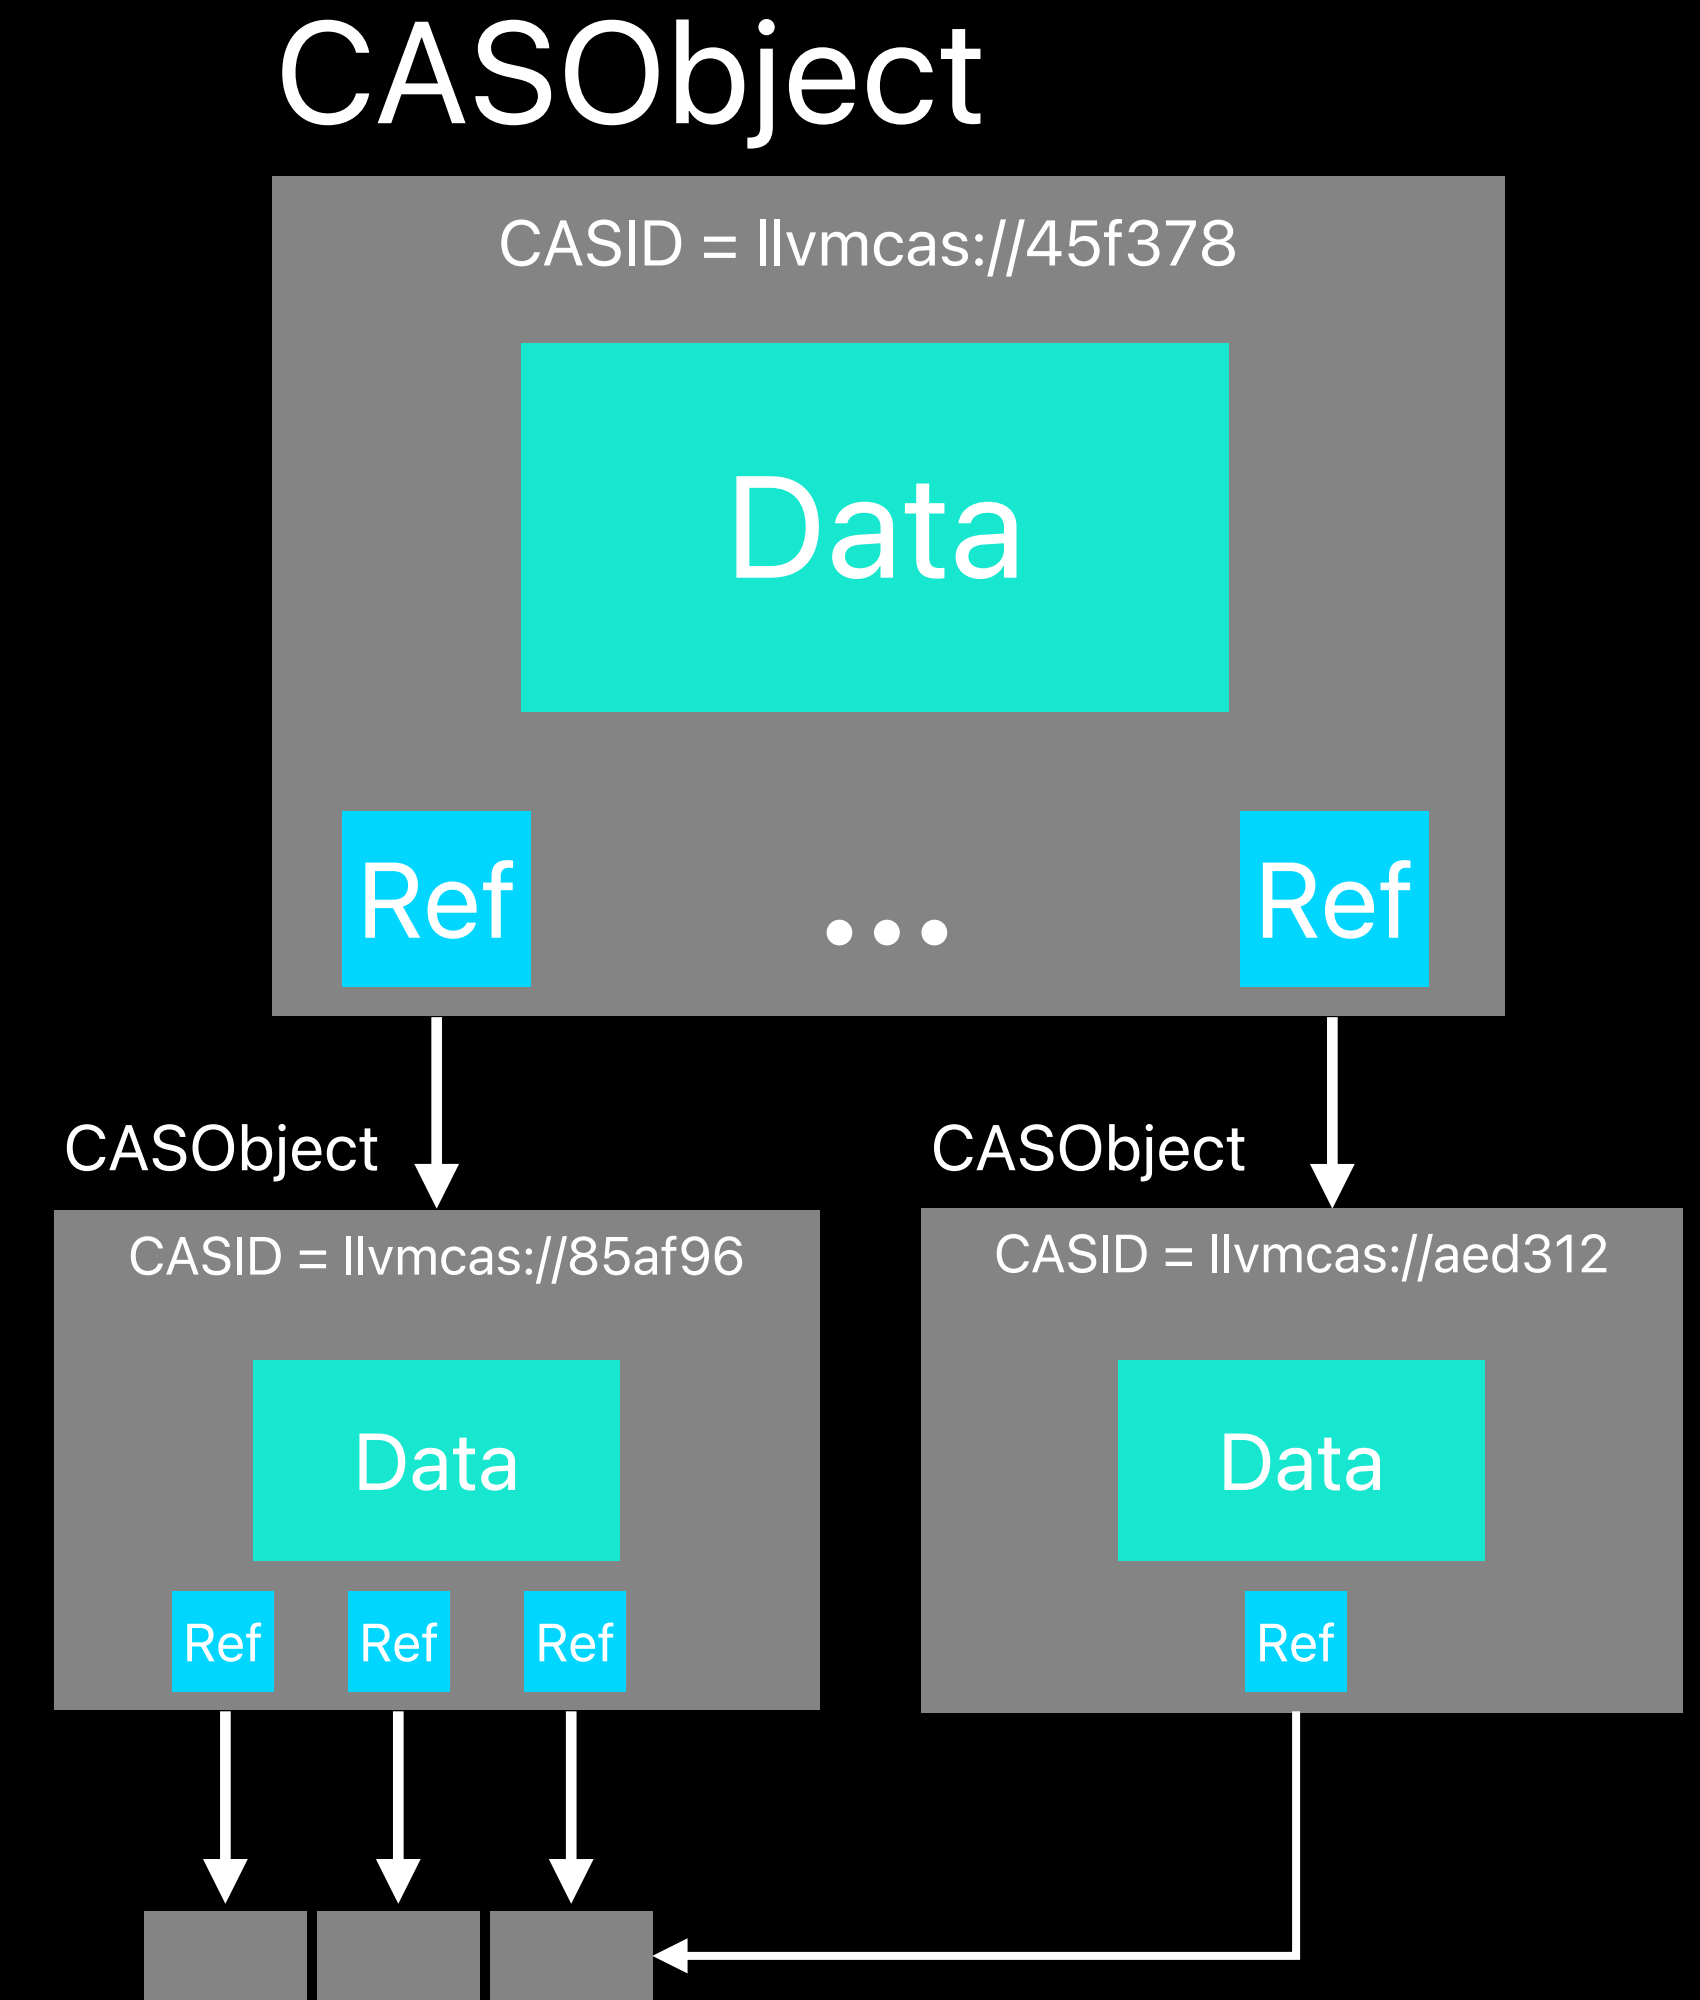 CASObject
CASID = llvmcas://45f378
Data
Ref
...
Ref
CASObject
CASObject
CASID = llvmcas://85af96
CASID = llvmcas://aed312
Data
Data
Ref Ref Ref
Ref